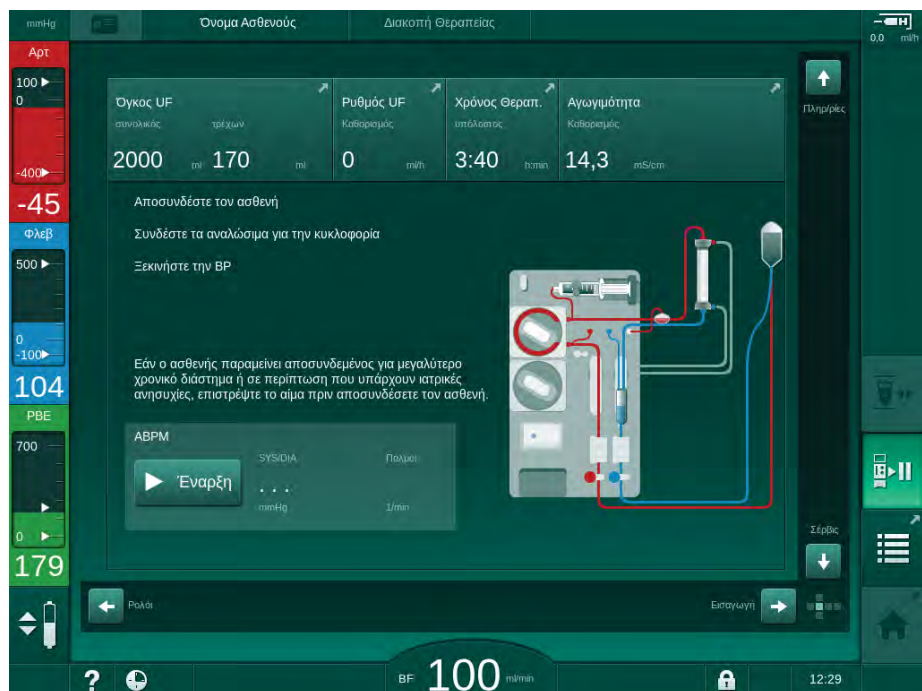 mmHg
Όνομα Ασθενούς
Διακοπή Θεραπείας
0,0 ml/h
Αρτ
100
0
-400
-45
Φλεβ
500
0
-100
104
PBE
700
0
179
Όγκος UF
συνολικός τρέχων
2000 ml 170 ml
Ρυθμός UF
Καθορισμός
0 ml/h
Χρόνος Θεραπ.
υπόλοιπος
3:40 h:min
Αγωγιμότητα
Καθορισμός
14,3 mS/cm
Πληρ/ρίες
Αποσυνδέστε τον ασθενή
Συνδέστε τα αναλώσιμα για την κυκλοφορία
Ξεκινήστε την BP
Εάν ο ασθενής παραμείνει αποσυνδεμένος για μεγαλύτερο
χρονικό διάστημα ή σε περίπτωση που υπάρχουν ιατρικές
ανησυχίες, επιστρέψτε το αίμα πριν αποσυνδέσετε τον ασθενή.
ABPM
SYS/DIA Παλμοί
Έναρξη
. . .
mmHg 1/min
Σέρβις
Ρολόι
Εισαγωγή
?
BF 100 ml/min
12:29